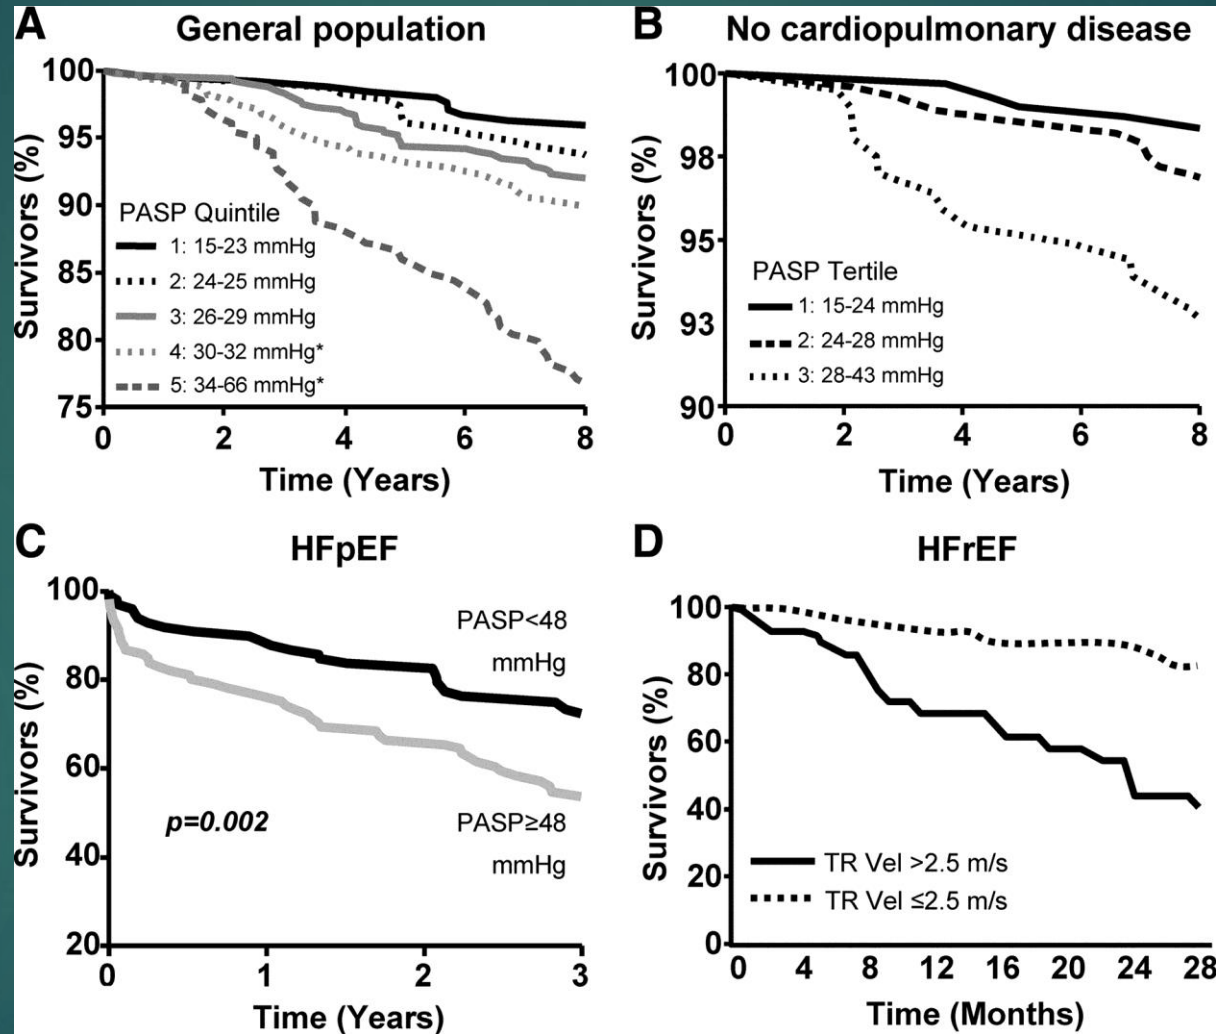 A
General population
Survivors (%)
100
95
90
85
80
75
PASP Quintile
1: 15-23 mmHg
2: 24-25 mmHg
3: 26-29 mmHg
4: 30-32 mmHg*
5: 34-66 mmHg*
0 2 4 6 8
Time (Years)
B
No cardiopulmonary disease
Survivors (%)
100
98
95
93
90
PASP Tertile
1: 15-24 mmHg
2: 24-28 mmHg
3: 28-43 mmHg
0 2 4 6 8
Time (Years)
C
HFpEF
Survivors (%)
100
80
60
40
20
PASP<48
mmHg
p=0.002
PASP≥48
mmHg
0 1 2 3
Time (Years)
D
HFrEF
Survivors (%)
100
80
60
40
20
0
TR Vel >2.5 m/s
TR Vel ≤2.5 m/s
0 4 8 12 16 20 24 28
Time (Months)